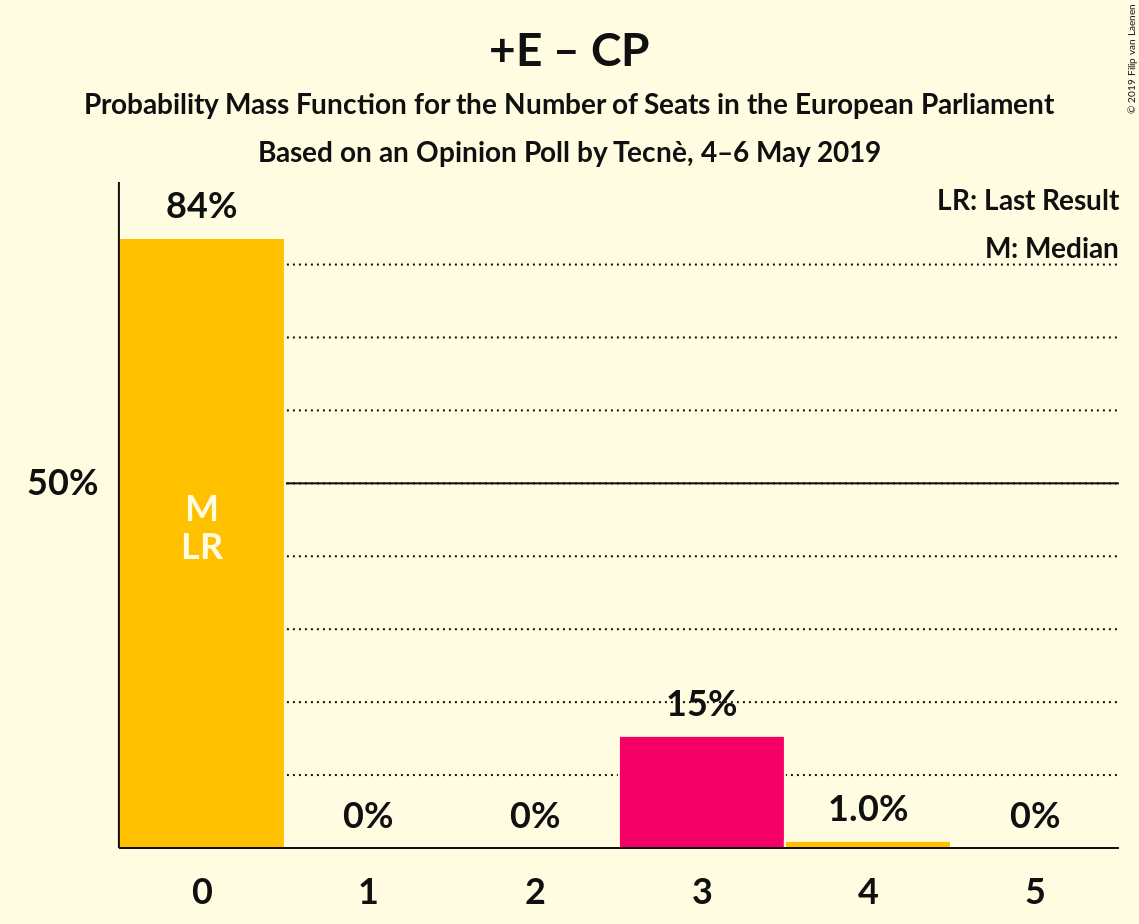 +E – CP
Probability Mass Function for the Number of Seats in the European Parliament
Based on an Opinion Poll by Tecnè, 4–6 May 2019
© 2019 Filip van Laenen
LR: Last Result
M: Median
84%
50%
M
LR
0%
0%
15%
1.0%
0%
0
1
2
3
4
5